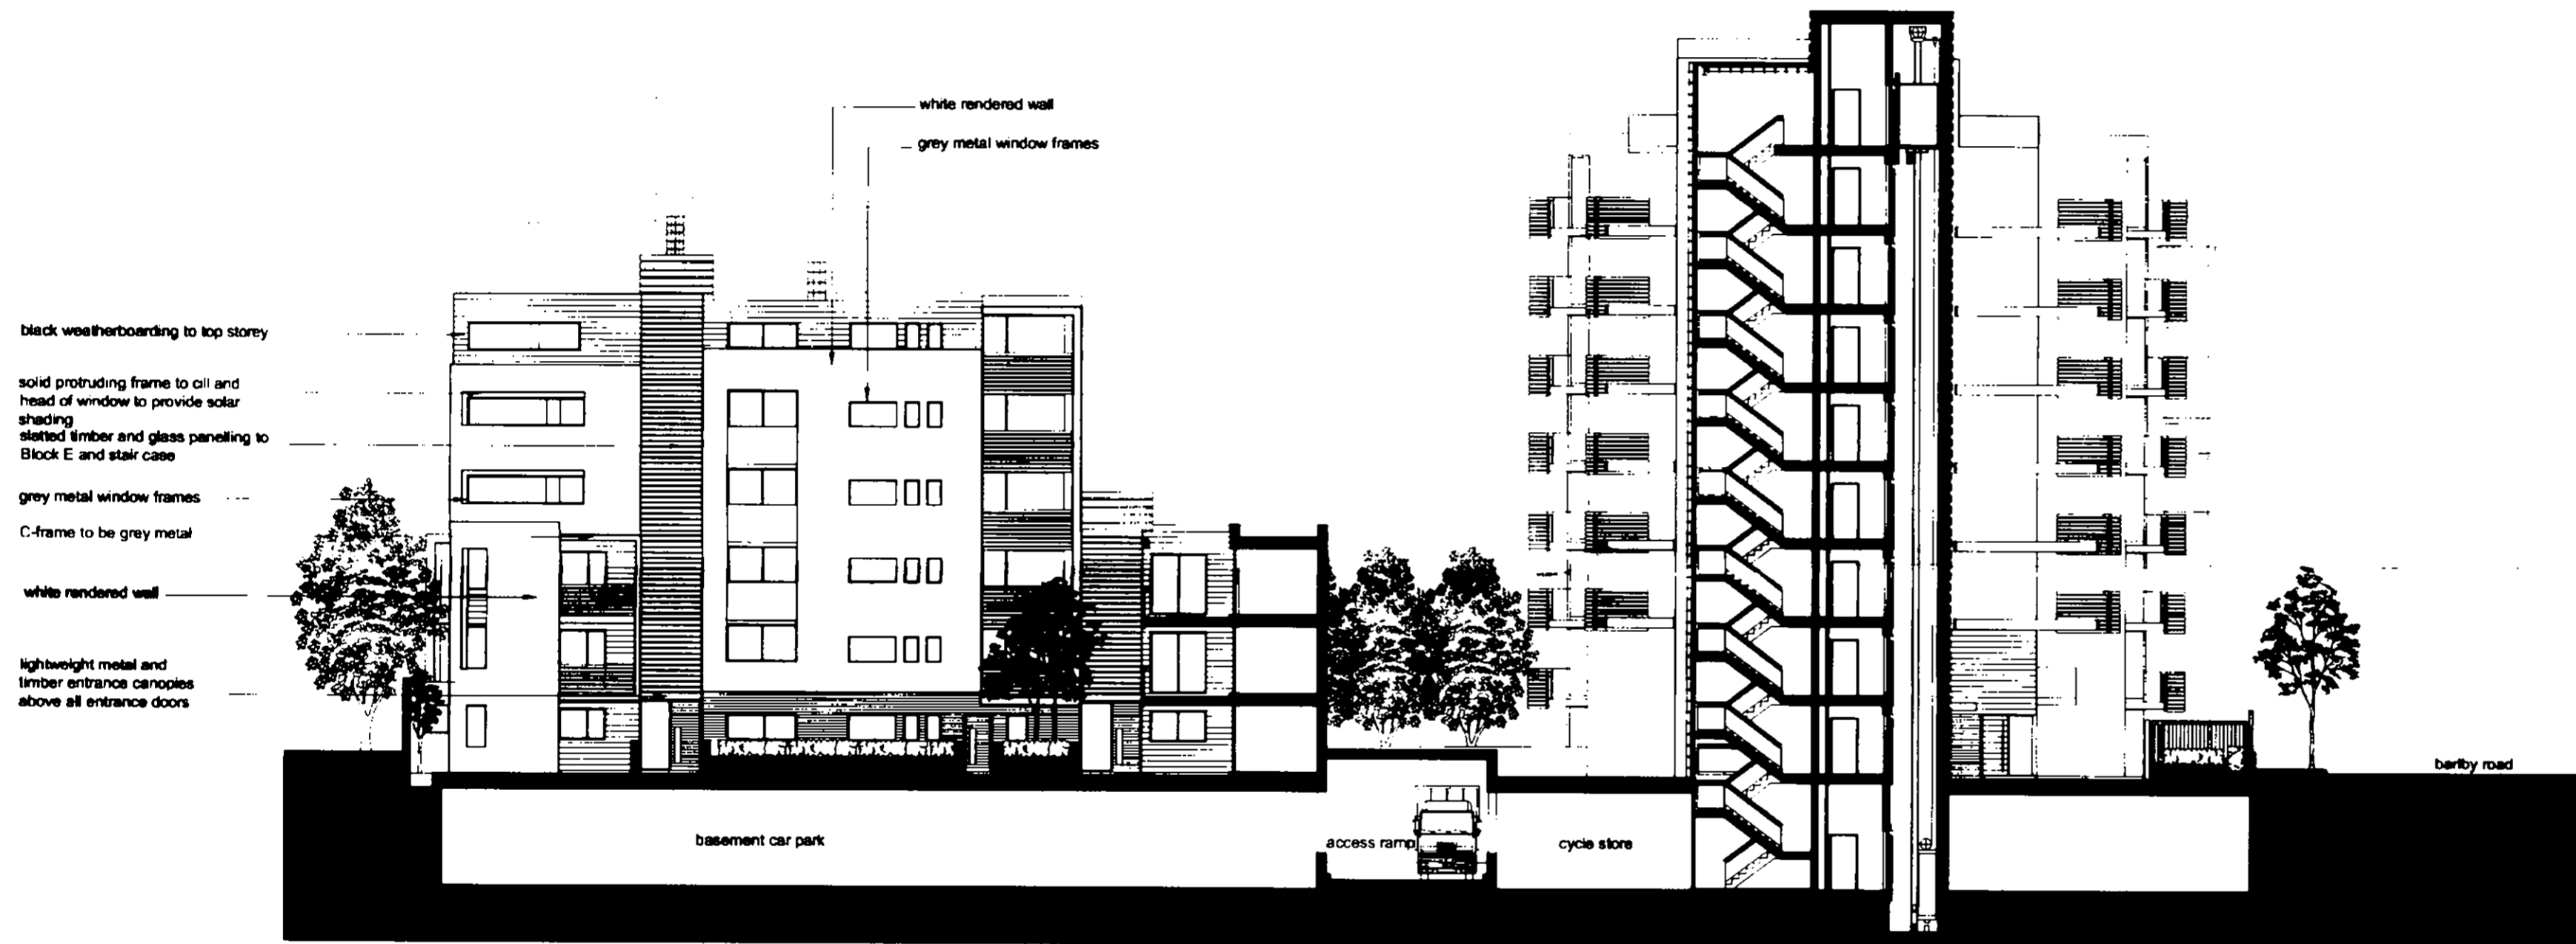 white rendered wall
grey metal window frames
black weatherboarding to top storey
solid protruding frame to cill and
head of window to provide solar
shading
slatted timber and glass panelling to
Block E and stair case
grey metal window frames
C-frame to be grey metal
white rendered wall
lightweight metal and
timber entrance canopies
above all entrance doors
basement car park
access ramp
cycle store
barlby road